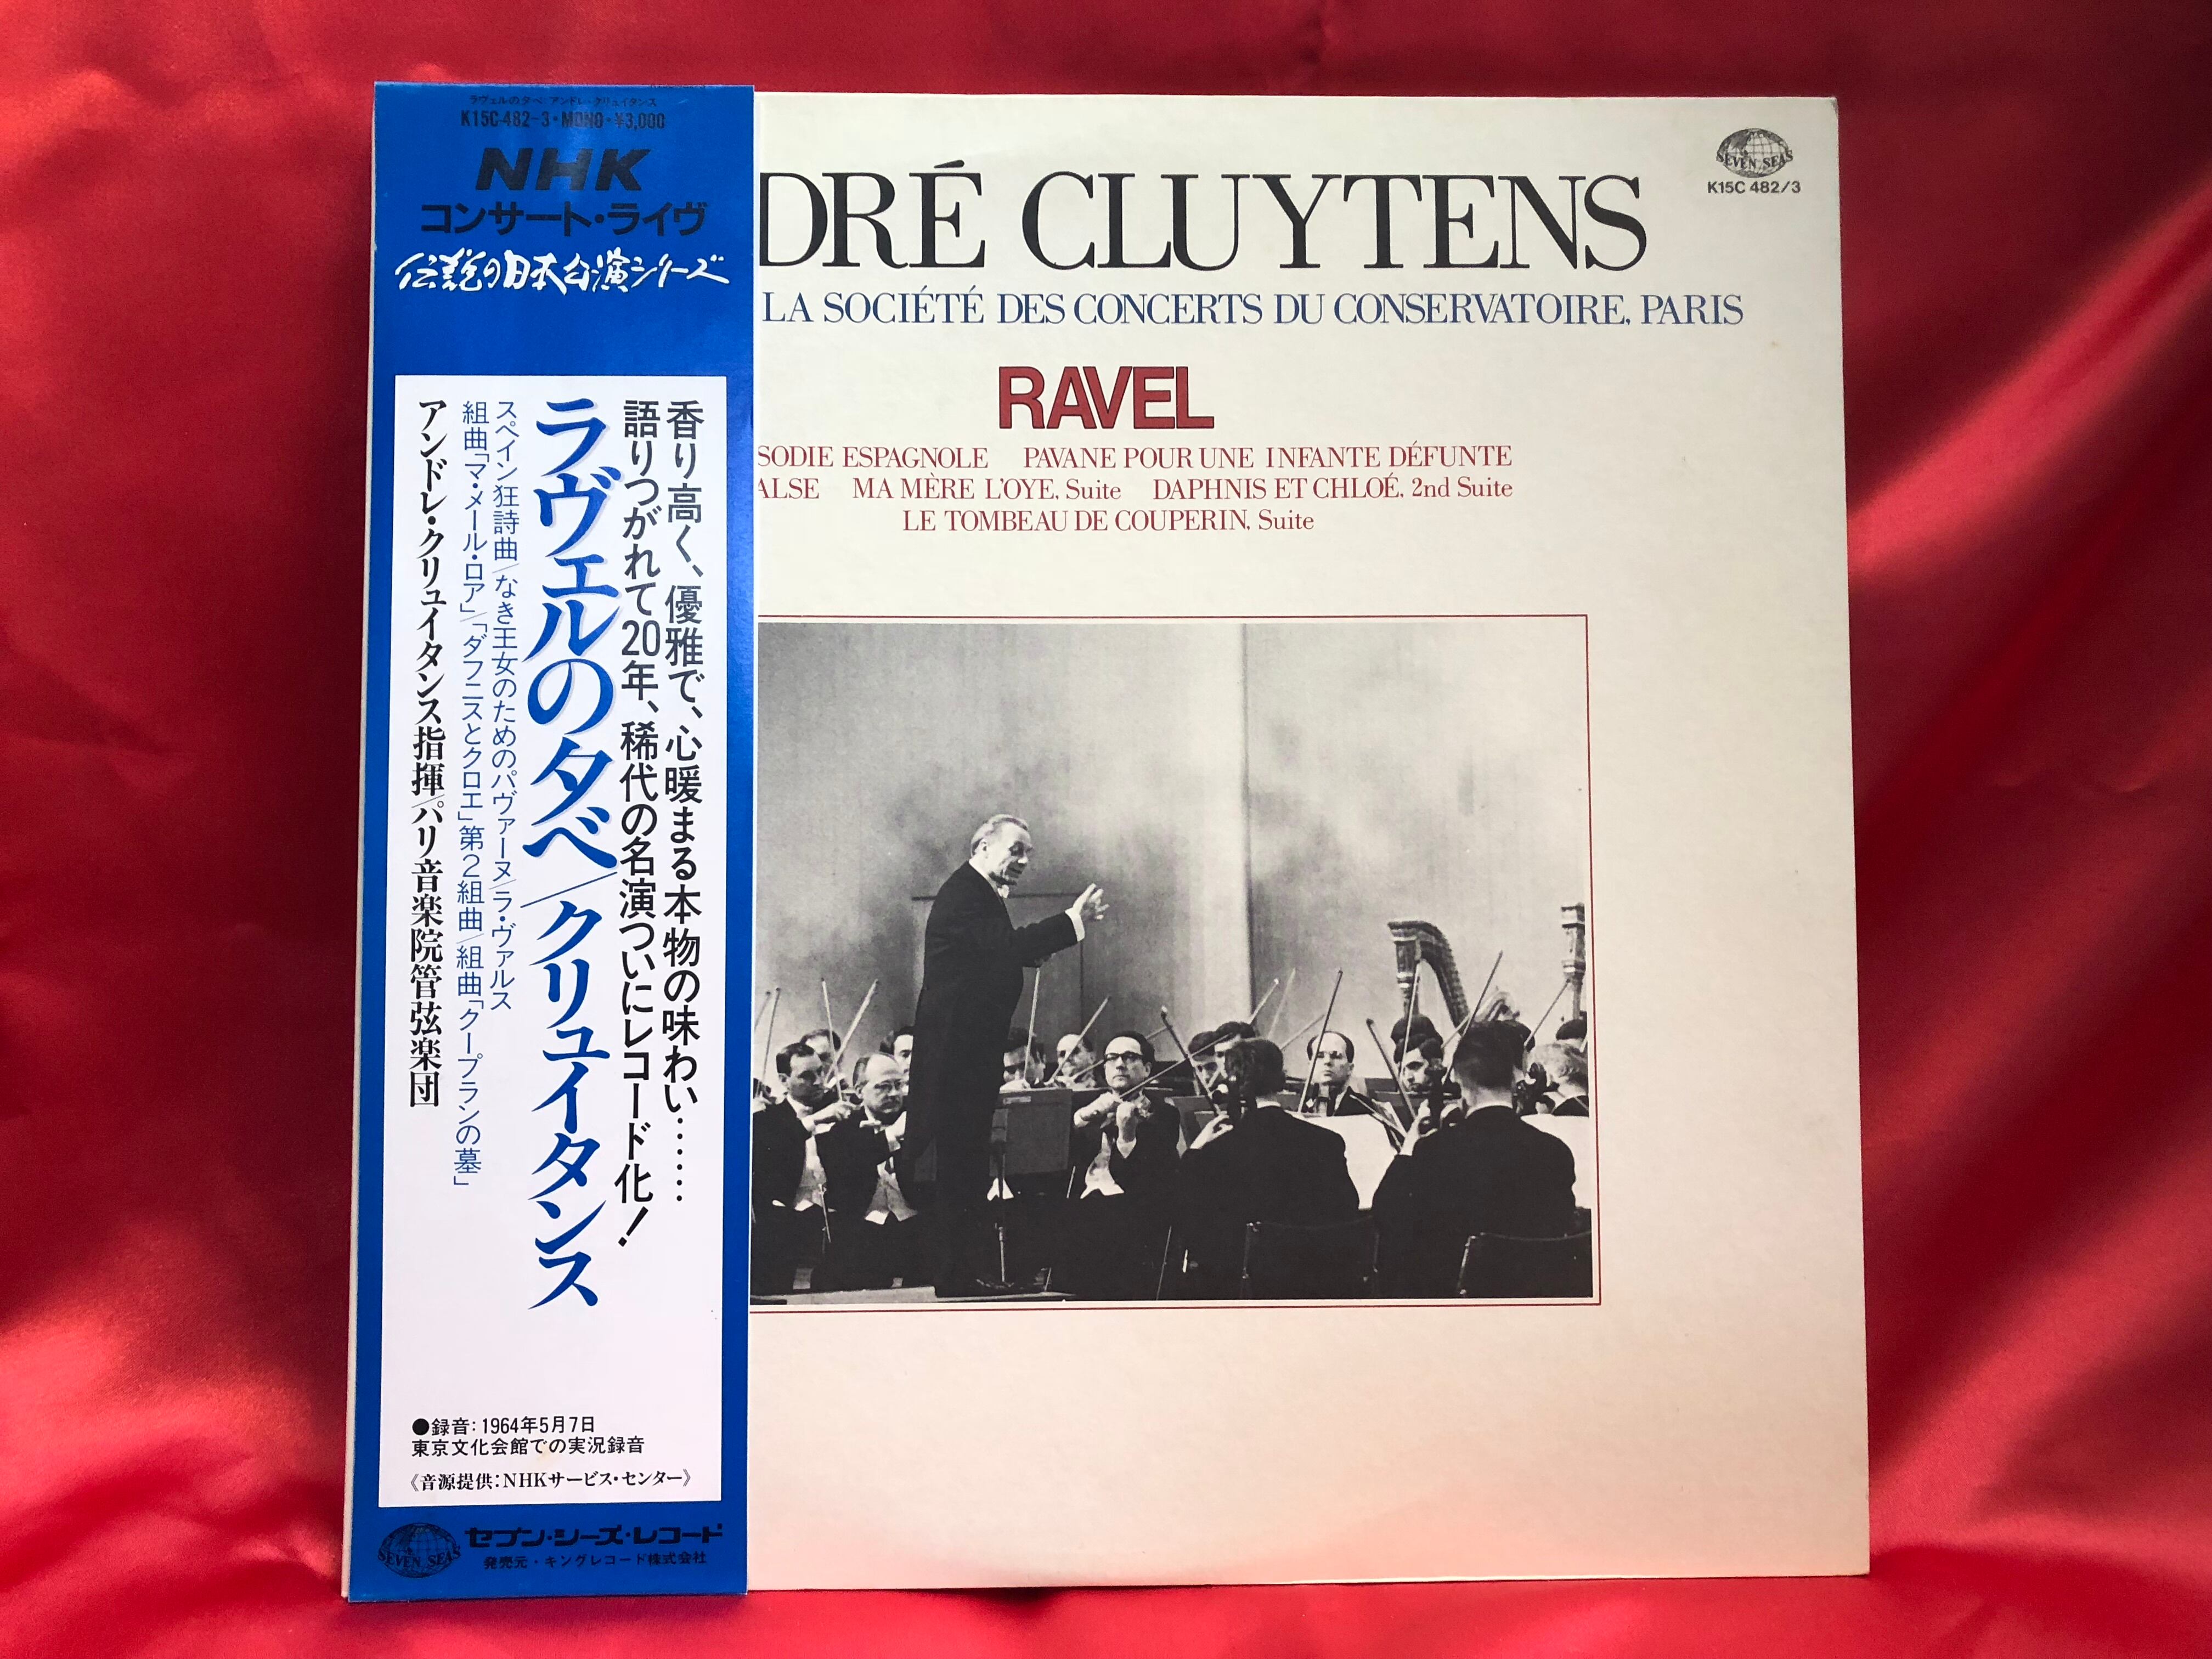 ラヴェルの夕べ:アンドレ・クリュイタンス
K15C-482-3・MONO・¥3,000
NHK
コンサート・ライヴ
伝説の日本公演シリーズ
香り高く、優雅で、心暖まる本物の味わい……
語りつがれて20年、稀代の名演ついにレコード化!
ラヴェルの夕べ/クリュイタンス
スペイン狂詩曲/なき王女のためのパヴァーヌ/ラ・ヴァルス
組曲「マ・メール・ロア」/「ダフニスとクロエ」第2組曲/組曲「クープランの墓」
アンドレ・クリュイタンス指揮/パリ音楽院管弦楽団
●録音:1964年5月7日
東京文化会館での実況録音
《音源提供:NHKサービス・センター》
SEVEN SEAS
セブン・シーズ・レコード
発売元・キングレコード株式会社
SEVEN SEAS
K15C 482/3
DRÉ CLUYTENS
LA SOCIÉTÉ DES CONCERTS DU CONSERVATOIRE, PARIS
RAVEL
SODIE ESPAGNOLE PAVANE POUR UNE INFANTE DÉFUNTE
ALSE MA MÈRE L'OYE, Suite DAPHNIS ET CHLOÉ, 2nd Suite
LE TOMBEAU DE COUPERIN, Suite